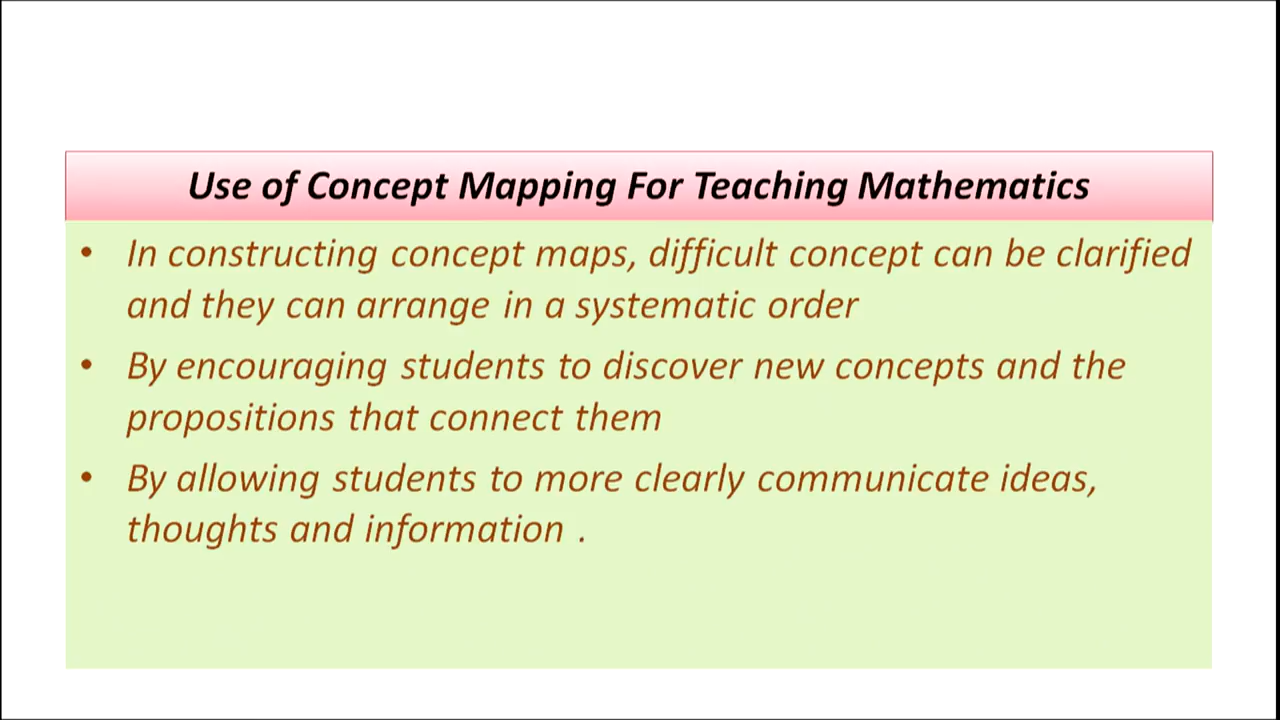 Use of Concept Mapping For Teaching Mathematics
• In constructing concept maps, difficult concept can be clarified
and they can arrange in a systematic order
• By encouraging students to discover new concepts and the
propositions that connect them
• By allowing students to more clearly communicate ideas,
thoughts and information .